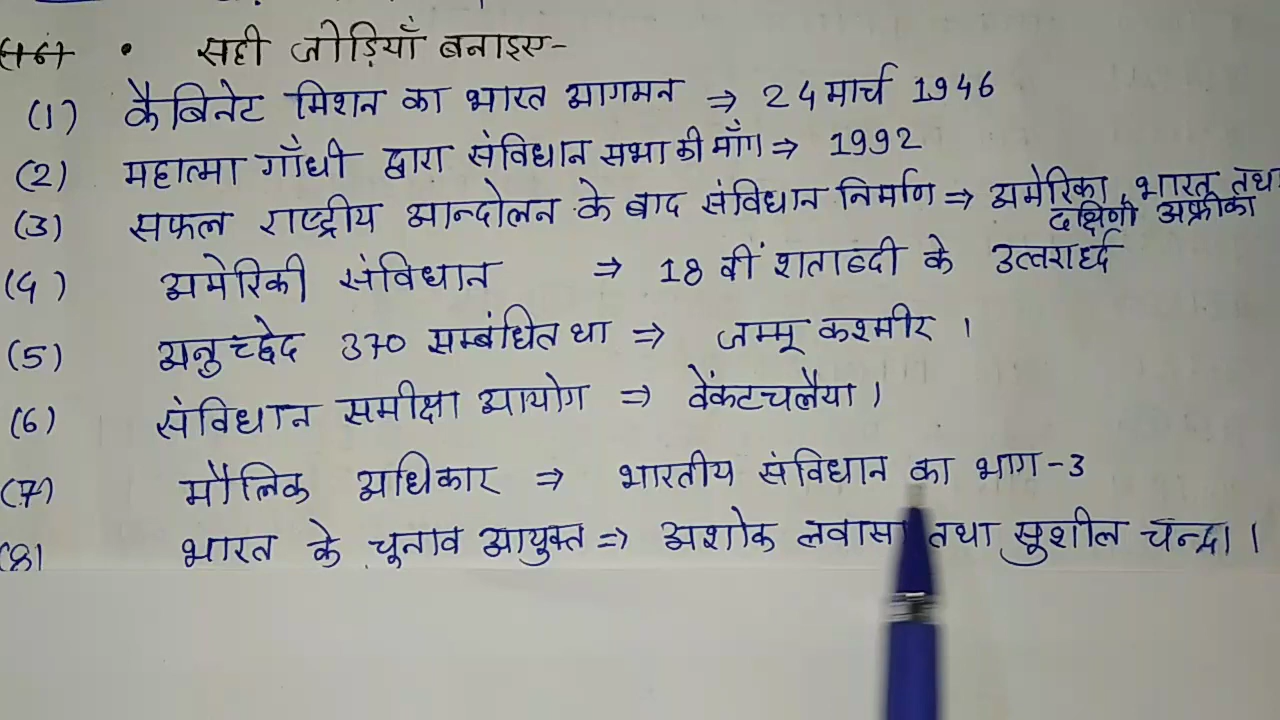 (16) • सही जोड़ियाँ बनाइए-
(1) कैबिनेट मिशन का भारत आगमन ⇒ 24 मार्च 1946
(2) महात्मा गाँधी द्वारा संविधान सभा की माँग ⇒ 1992
(3) सफल राष्ट्रीय आन्दोलन के बाद संविधान निर्माण ⇒ अमेरिका, भारत तथा
दक्षिणी अफ्रीका
(4) अमेरिकी संविधान ⇒ 18 वीं शताब्दी के उत्तरार्द्ध
(5) अनुच्छेद 370 सम्बंधित था ⇒ जम्मू कश्मीर ।
(6) संविधान समीक्षा आयोग ⇒ वेंकटचलैया ।
(7) मौलिक अधिकार ⇒ भारतीय संविधान का भाग-3
(8) भारत के चुनाव आयुक्त ⇒ अशोक लवासा तथा सुशील चन्द्रा ।